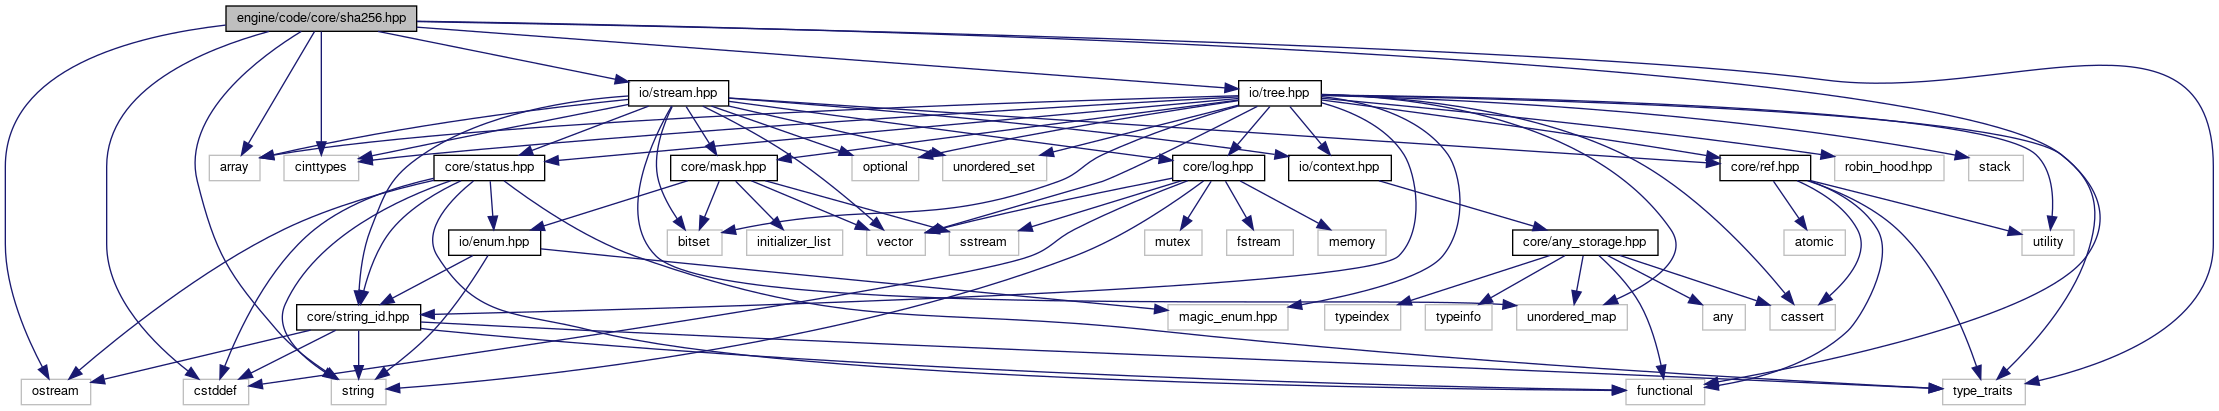 engine/code/core/sha256.hpp
io/stream.hpp
io/tree.hpp
array
cinttypes
core/status.hpp
core/mask.hpp
optional
unordered_set
core/log.hpp
io/context.hpp
core/ref.hpp
robin_hood.hpp
stack
io/enum.hpp
bitset
initializer_list
vector
sstream
mutex
fstream
memory
core/any_storage.hpp
atomic
utility
core/string_id.hpp
magic_enum.hpp
typeindex
typeinfo
unordered_map
any
cassert
ostream
cstddef
string
functional
type_traits